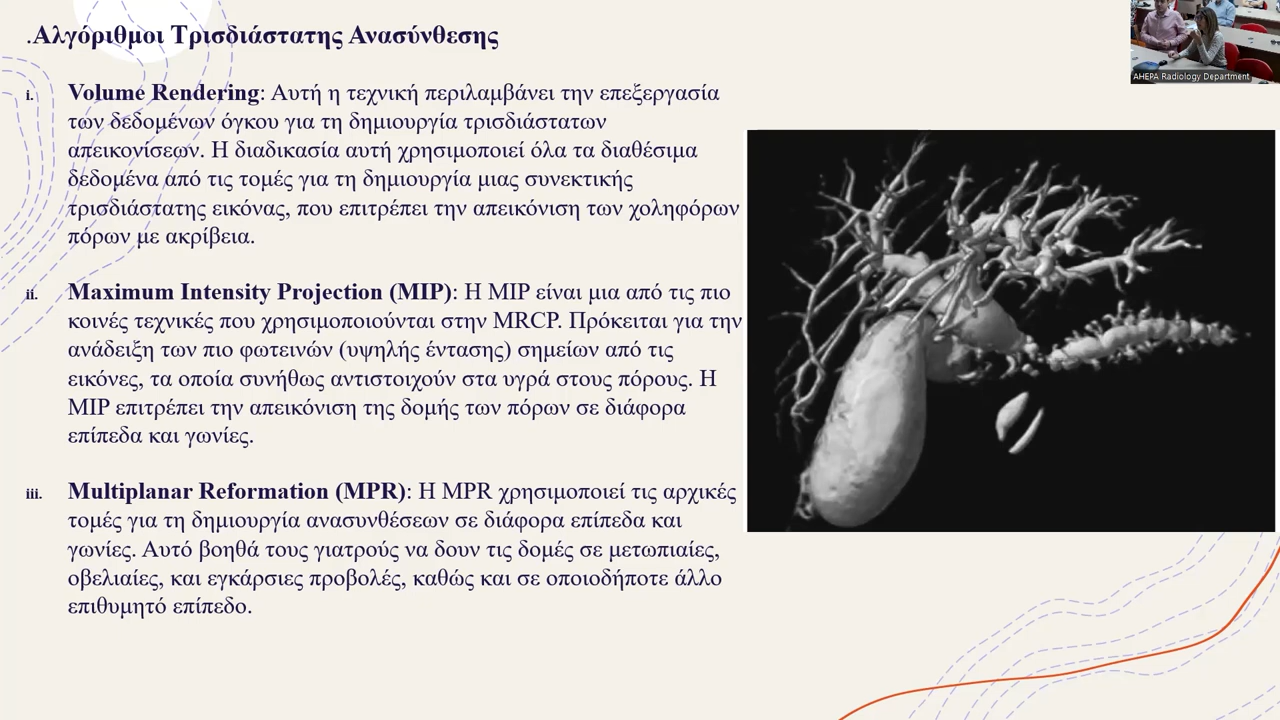 .Αλγόριθμοι Τρισδιάστατης Ανασύνθεσης
AHEPA Radiology Department
i. Volume Rendering: Αυτή η τεχνική περιλαμβάνει την επεξεργασία
των δεδομένων όγκου για τη δημιουργία τρισδιάστατων
απεικονίσεων. Η διαδικασία αυτή χρησιμοποιεί όλα τα διαθέσιμα
δεδομένα από τις τομές για τη δημιουργία μιας συνεκτικής
τρισδιάστατης εικόνας, που επιτρέπει την απεικόνιση των χοληφόρων
πόρων με ακρίβεια.
ii. Maximum Intensity Projection (MIP): Η MIP είναι μια από τις πιο
κοινές τεχνικές που χρησιμοποιούνται στην MRCP. Πρόκειται για την
ανάδειξη των πιο φωτεινών (υψηλής έντασης) σημείων από τις
εικόνες, τα οποία συνήθως αντιστοιχούν στα υγρά στους πόρους. Η
MIP επιτρέπει την απεικόνιση της δομής των πόρων σε διάφορα
επίπεδα και γωνίες.
iii. Multiplanar Reformation (MPR): Η MPR χρησιμοποιεί τις αρχικές
τομές για τη δημιουργία ανασυνθέσεων σε διάφορα επίπεδα και
γωνίες. Αυτό βοηθά τους γιατρούς να δουν τις δομές σε μετωπιαίες,
οβελιαίες, και εγκάρσιες προβολές, καθώς και σε οποιοδήποτε άλλο
επιθυμητό επίπεδο.